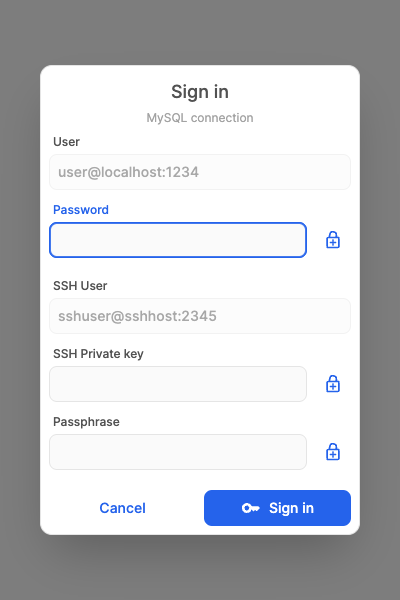 Sign in
MySQL connection
User
user@localhost:1234
Password
SSH User
sshuser@sshhost:2345
SSH Private key
Passphrase
Cancel
Sign in